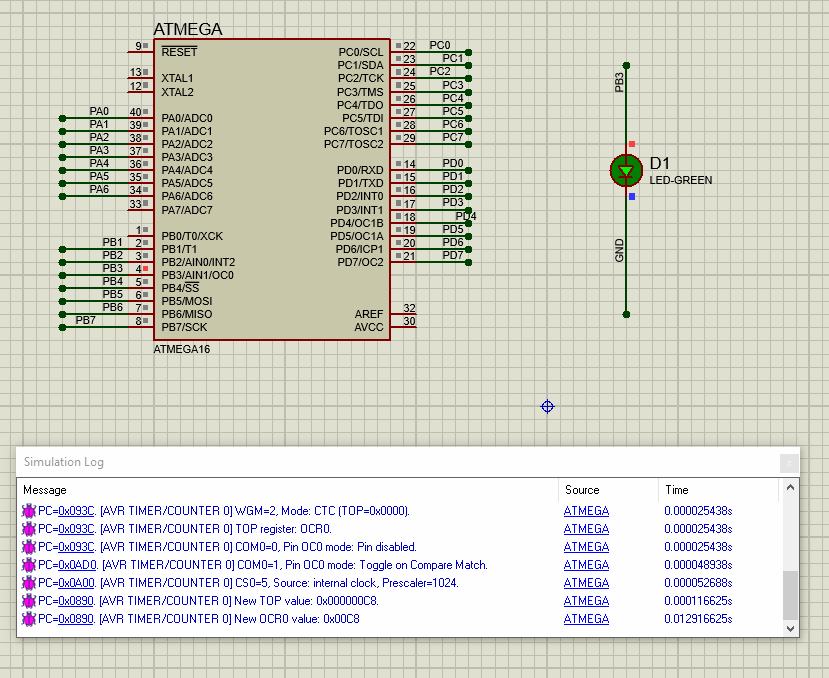 ATMEGA
9 RESET
13 XTAL1
12 XTAL2
PA0 40 PA0/ADC0
PA1 39 PA1/ADC1
PA2 38 PA2/ADC2
PA3 37 PA3/ADC3
PA4 36 PA4/ADC4
PA5 35 PA5/ADC5
PA6 34 PA6/ADC6
33 PA7/ADC7
1 PB0/T0/XCK
PB1 2 PB1/T1
PB2 3 PB2/AIN0/INT2
PB3 4 PB3/AIN1/OC0
PB4 5 PB4/SS
PB5 6 PB5/MOSI
PB6 7 PB6/MISO
PB7 8 PB7/SCK
PC0/SCL 22 PC0
PC1/SDA 23 PC1
PC2/TCK 24 PC2
PC3/TMS 25 PC3
PC4/TDO 26 PC4
PC5/TDI 27 PC5
PC6/TOSC1 28 PC6
PC7/TOSC2 29 PC7
PD0/RXD 14 PD0
PD1/TXD 15 PD1
PD2/INT0 16 PD2
PD3/INT1 17 PD3
PD4/OC1B 18 PD4
PD5/OC1A 19 PD5
PD6/ICP1 20 PD6
PD7/OC2 21 PD7
AREF 32
AVCC 30
ATMEGA16
PB3
D1
LED-GREEN
GND
Simulation Log
Message Source Time
PC=0x093C. [AVR TIMER/COUNTER 0] WGM=2, Mode: CTC (TOP=0x0000). ATMEGA 0.000025438s
PC=0x093C. [AVR TIMER/COUNTER 0] TOP register: OCR0. ATMEGA 0.000025438s
PC=0x093C. [AVR TIMER/COUNTER 0] COM0=0, Pin OC0 mode: Pin disabled. ATMEGA 0.000025438s
PC=0x0AD0. [AVR TIMER/COUNTER 0] COM0=1, Pin OC0 mode: Toggle on Compare Match. ATMEGA 0.000048938s
PC=0x0A00. [AVR TIMER/COUNTER 0] CS0=5, Source: internal clock, Prescaler=1024. ATMEGA 0.000052688s
PC=0x0890. [AVR TIMER/COUNTER 0] New TOP value: 0x000000C8. ATMEGA 0.000116625s
PC=0x0890. [AVR TIMER/COUNTER 0] New OCR0 value: 0x00C8 ATMEGA 0.012916625s